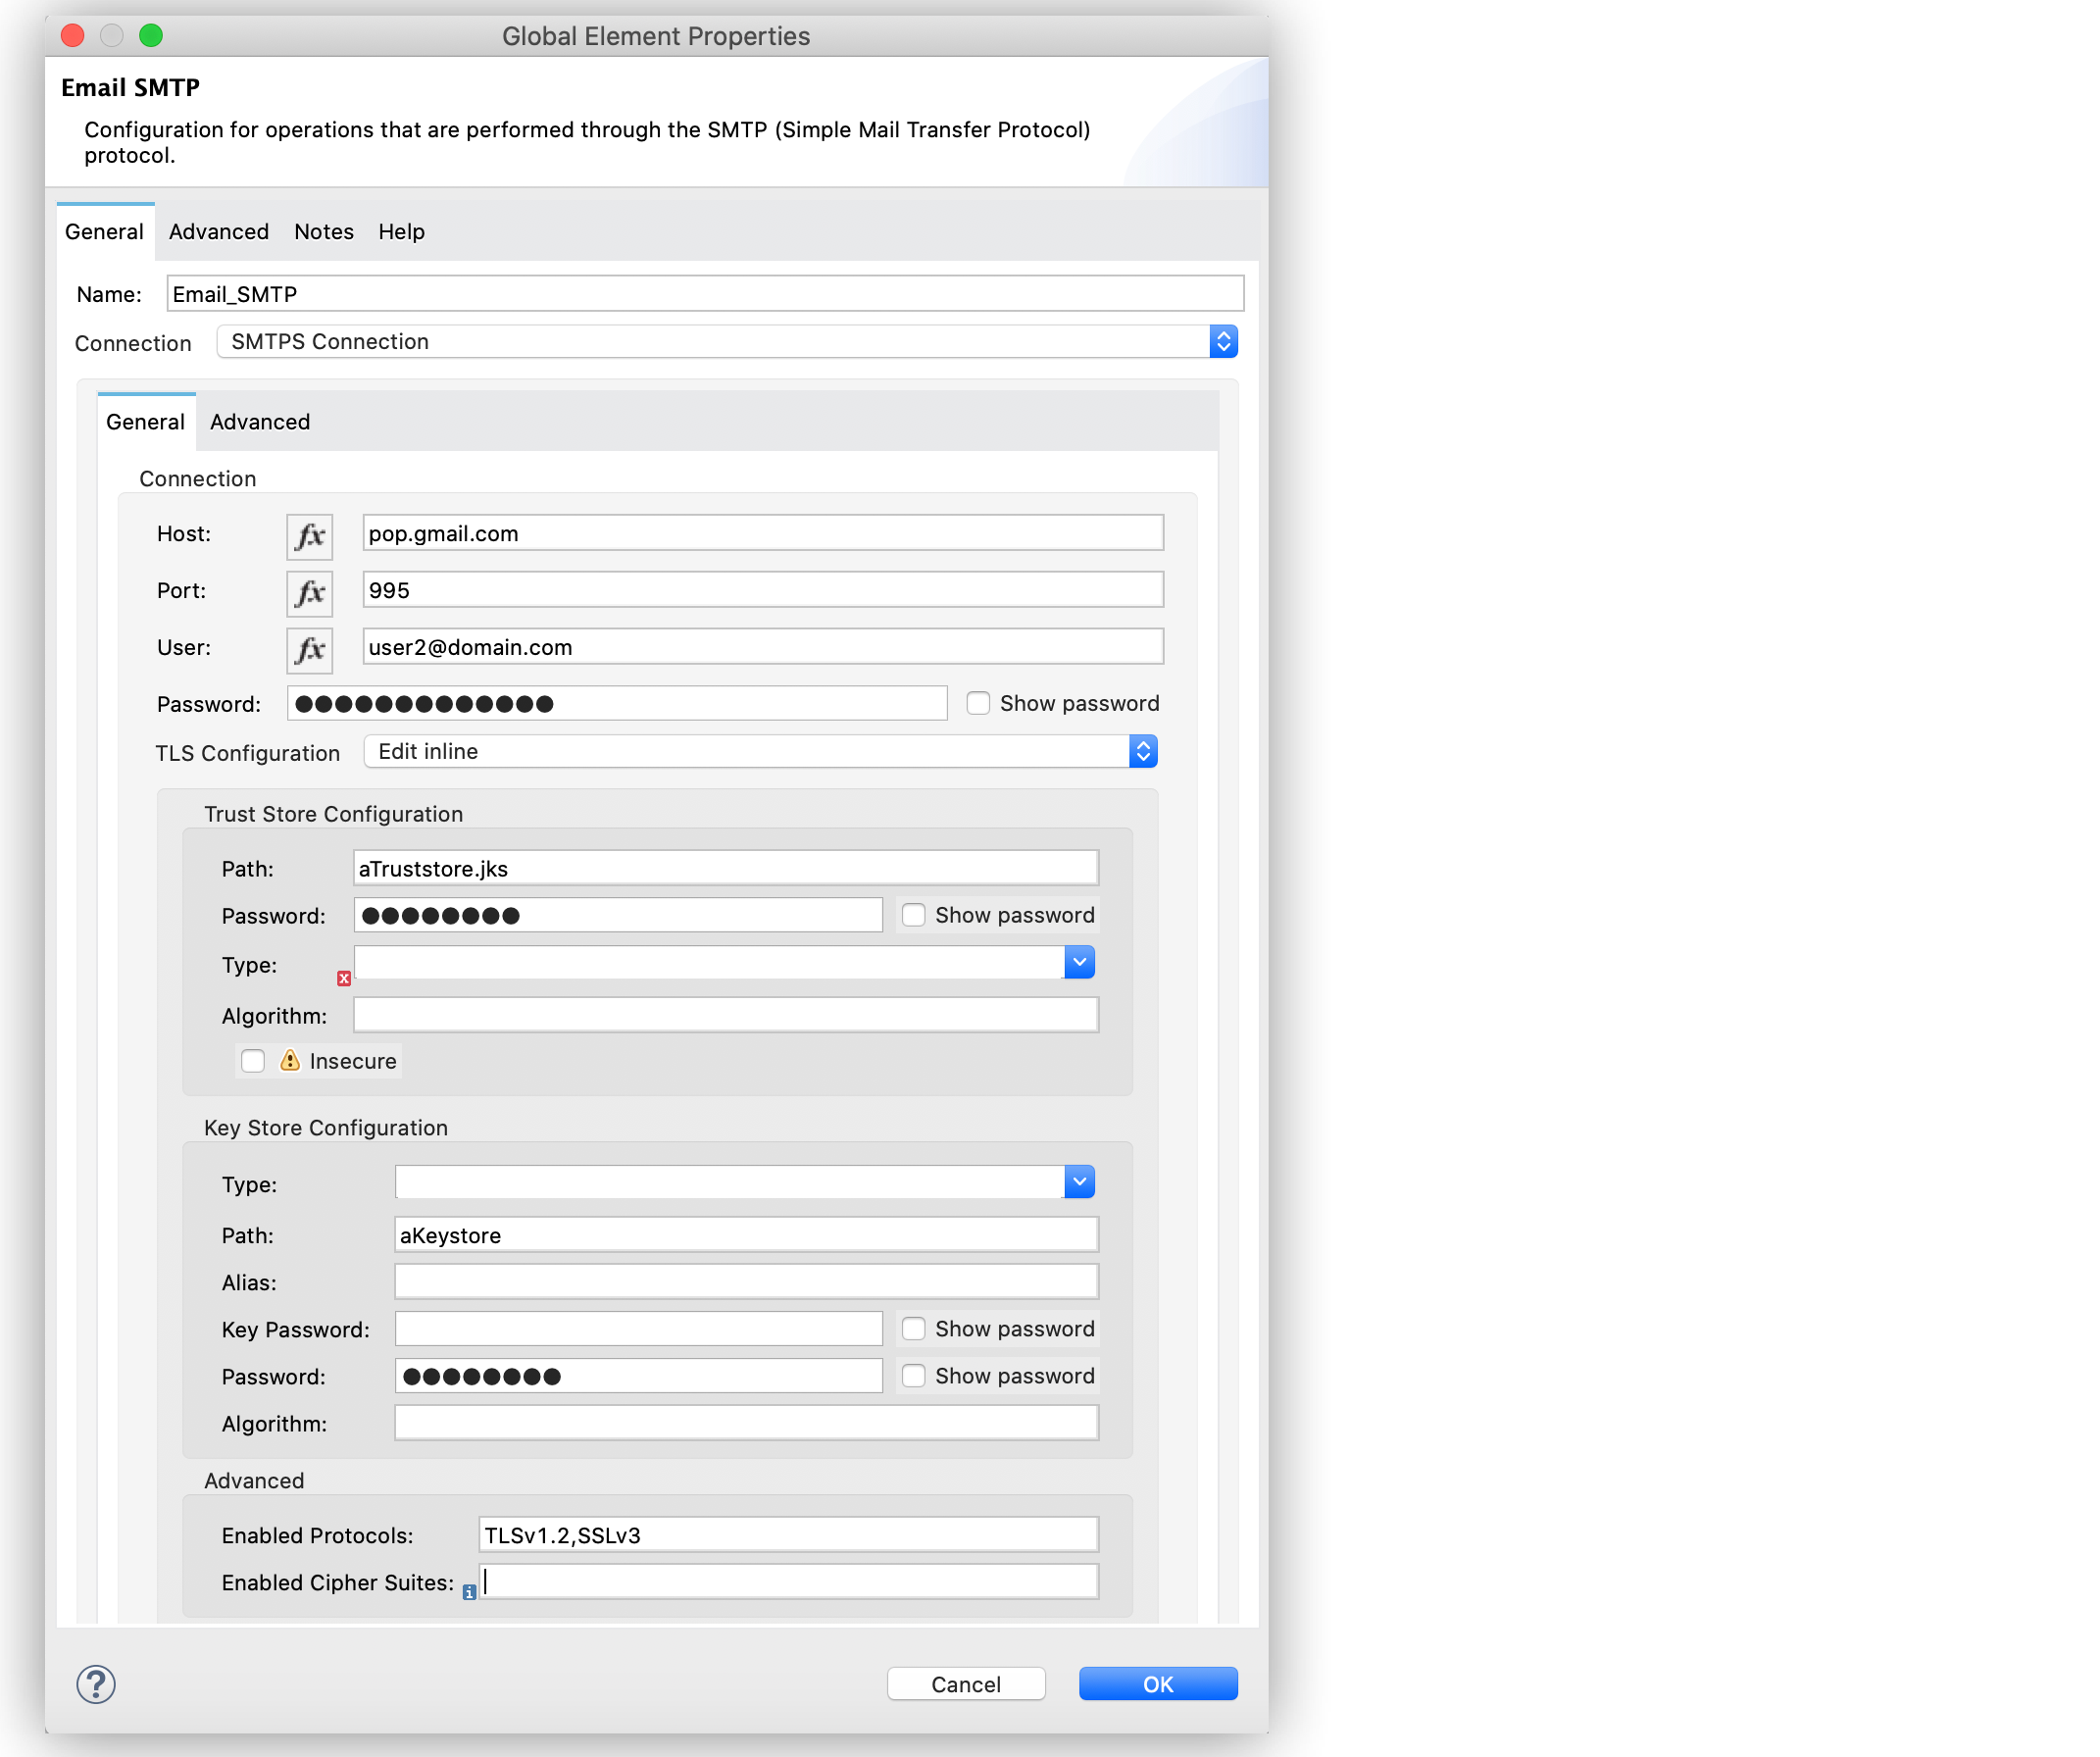 Global Element Properties
Email SMTP
Configuration for operations that are performed through the SMTP (Simple Mail Transfer Protocol)
protocol.
General Advanced Notes Help
Name: Email_SMTP
Connection SMTPS Connection
General Advanced
Connection
Host: fx pop.gmail.com
Port: fx 995
User: fx user2@domain.com
Password: ●●●●●●●●●●●●● Show password
TLS Configuration Edit inline
Trust Store Configuration
Path: aTruststore.jks
Password: ●●●●●●●● Show password
Type:
Algorithm:
Insecure
Key Store Configuration
Type:
Path: aKeystore
Alias:
Key Password: Show password
Password: ●●●●●●●● Show password
Algorithm:
Advanced
Enabled Protocols: TLSv1.2,SSLv3
Enabled Cipher Suites:
? Cancel OK